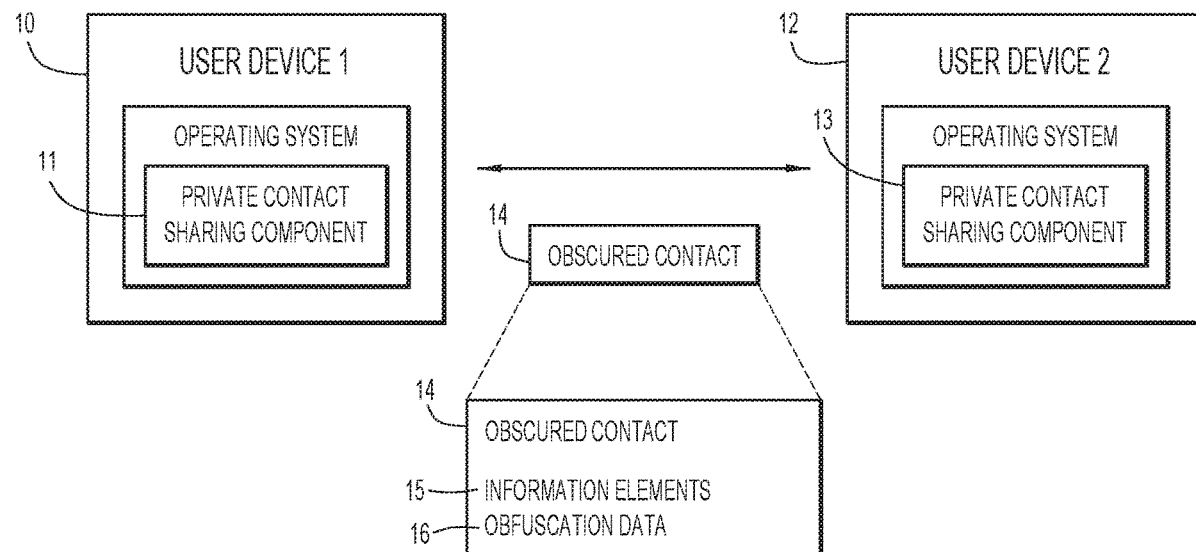 10
USER DEVICE 1
OPERATING SYSTEM
11
PRIVATE CONTACT
SHARING COMPONENT
12
USER DEVICE 2
OPERATING SYSTEM
13
PRIVATE CONTACT
SHARING COMPONENT
14
OBSCURED CONTACT
14
OBSCURED CONTACT
15 INFORMATION ELEMENTS
16 OBFUSCATION DATA